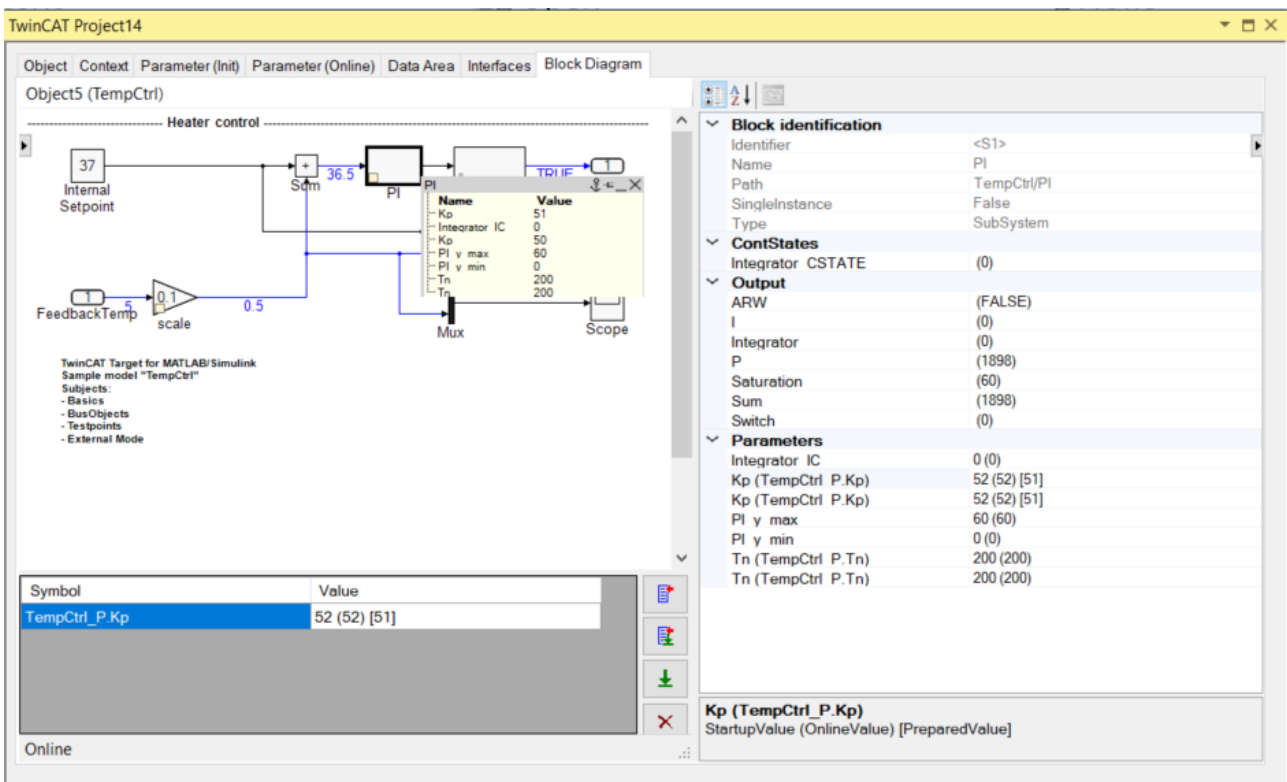 TwinCAT Project14
Object Context Parameter (Init) Parameter (Online) Data Area Interfaces Block Diagram
Object5 (TempCtrl)
Heater control
37
Internal
Setpoint
+
Sum
36.5
PI
TRUE
1
PI
Name Value
Kp 51
Integrator IC 0
Kp 50
PI y max 60
PI y min 0
Tn 200
Tn 200
1
FeedbackTemp
5
0.1
scale
0.5
Mux
Scope
TwinCAT Target for MATLAB/Simulink
Sample model "TempCtrl"
Subjects:
- Basics
- BusObjects
- Testpoints
- External Mode
Symbol Value
TempCtrl_P.Kp 52 (52) [51]
Online
Block identification
Identifier <S1>
Name PI
Path TempCtrl/PI
SingleInstance False
Type SubSystem
ContStates
Integrator CSTATE (0)
Output
ARW (FALSE)
I (0)
Integrator (0)
P (1898)
Saturation (60)
Sum (1898)
Switch (0)
Parameters
Integrator IC 0 (0)
Kp (TempCtrl P.Kp) 52 (52) [51]
Kp (TempCtrl P.Kp) 52 (52) [51]
PI y max 60 (60)
PI y min 0 (0)
Tn (TempCtrl P.Tn) 200 (200)
Tn (TempCtrl P.Tn) 200 (200)
Kp (TempCtrl_P.Kp)
StartupValue (OnlineValue) [PreparedValue]